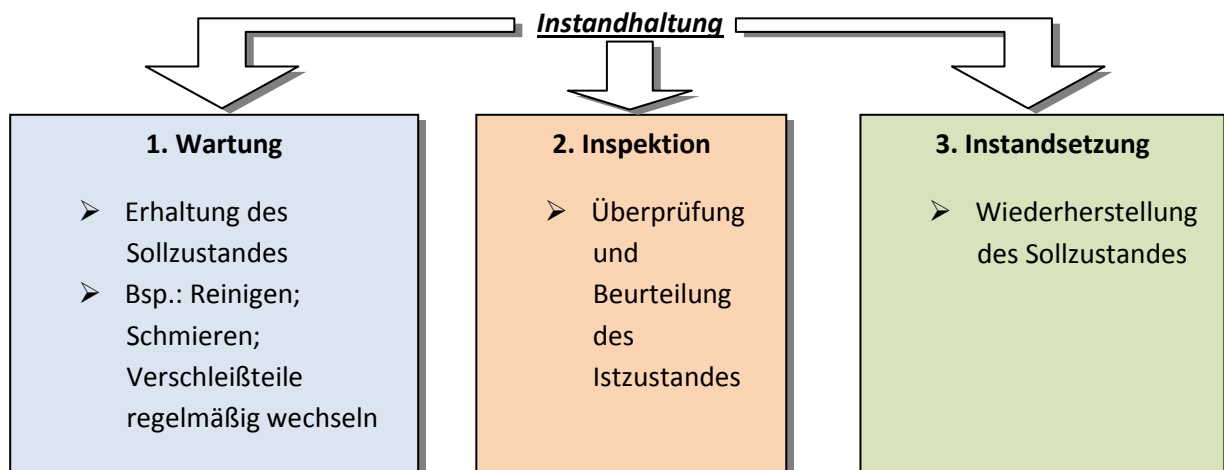 Instandhaltung
1. Wartung
➢ Erhaltung des
Sollzustandes
➢ Bsp.: Reinigen;
Schmieren;
Verschleißteile
regelmäßig wechseln
2. Inspektion
➢ Überprüfung
und
Beurteilung
des
Istzustandes
3. Instandsetzung
➢ Wiederherstellung
des Sollzustandes